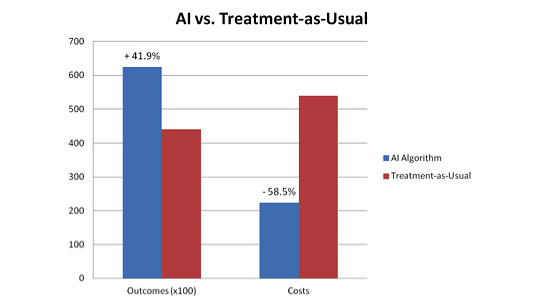 AI vs. Treatment-as-Usual
700
600
500
400
300
200
100
0
+ 41.9%
- 58.5%
Outcomes (x100)
Costs
AI Algorithm
Treatment-as-Usual